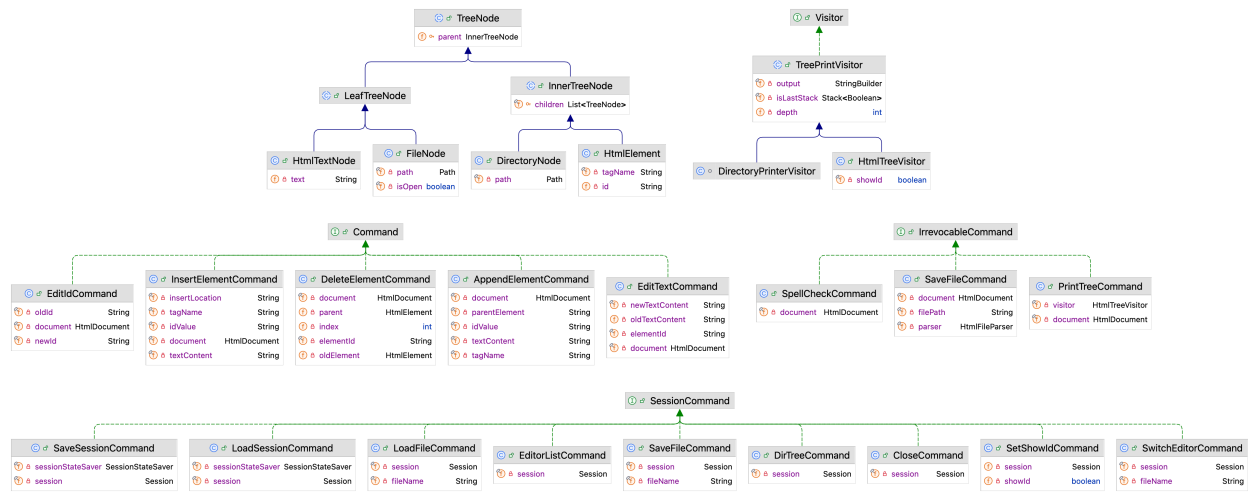 TreeNode
parent InnerTreeNode
Visitor
TreePrintVisitor
output StringBuilder
isLastStack Stack<Boolean>
depth int
LeafTreeNode
InnerTreeNode
children List<TreeNode>
HtmlTextNode
text String
FileNode
path Path
isOpen boolean
DirectoryNode
path Path
HtmlElement
tagName String
id String
DirectoryPrinterVisitor
HtmlTreeVisitor
showId boolean
Command
IrrevocableCommand
EditIdCommand
oldId String
document HtmlDocument
newId String
InsertElementCommand
insertLocation String
tagName String
idValue String
document HtmlDocument
textContent String
DeleteElementCommand
document HtmlDocument
parent HtmlElement
index int
elementId String
oldElement HtmlElement
AppendElementCommand
document HtmlDocument
parentElement String
idValue String
textContent String
tagName String
EditTextCommand
newTextContent String
oldTextContent String
elementId String
document HtmlDocument
SpellCheckCommand
document HtmlDocument
SaveFileCommand
document HtmlDocument
filePath String
parser HtmlFileParser
PrintTreeCommand
visitor HtmlTreeVisitor
document HtmlDocument
SessionCommand
SaveSessionCommand
sessionStateSaver SessionStateSaver
session Session
LoadSessionCommand
sessionStateSaver SessionStateSaver
session Session
LoadFileCommand
session Session
fileName String
EditorListCommand
session Session
SaveFileCommand
session Session
fileName String
DirTreeCommand
session Session
CloseCommand
session Session
SetShowIdCommand
session Session
showId boolean
SwitchEditorCommand
session Session
fileName String